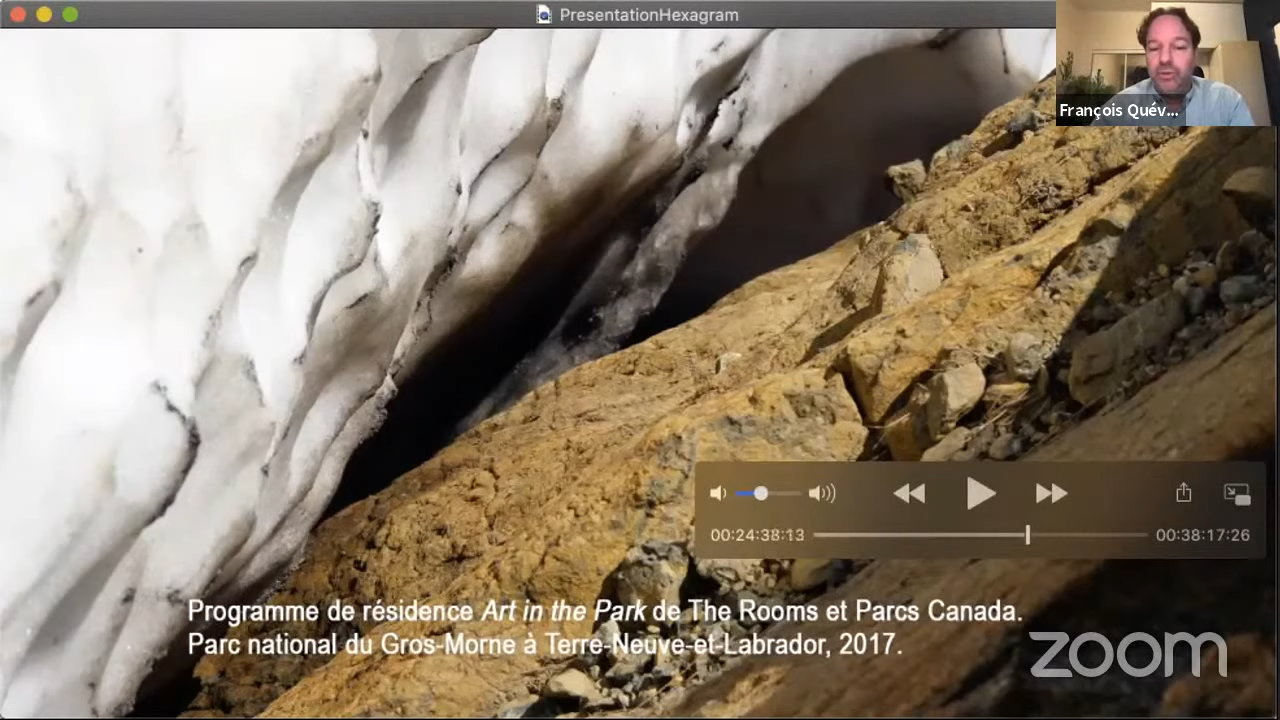 PresentationHexagram
François Quév...
00:24:38:13
00:38:17:26
Programme de résidence Art in the Park de The Rooms et Parcs Canada.
Parc national du Gros-Morne à Terre-Neuve-et-Labrador, 2017.
zoom